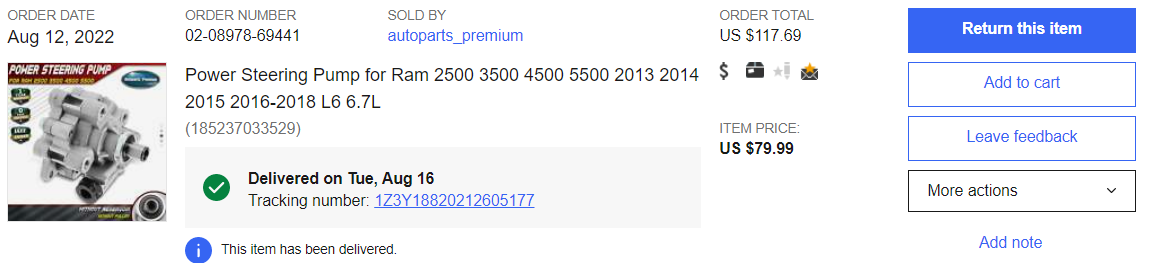 ORDER DATE
Aug 12, 2022
ORDER NUMBER
02-08978-69441
SOLD BY
autoparts_premium
ORDER TOTAL
US $117.69
Return this item
POWER STEERING PUMP
FOR RAM 2500 3500 4500 5500
Power Steering Pump for Ram 2500 3500 4500 5500 2013 2014
2015 2016-2018 L6 6.7L
(185237033529)
Add to cart
ITEM PRICE:
US $79.99
Leave feedback
Delivered on Tue, Aug 16
Tracking number: 1Z3Y18820212605177
More actions
WITHOUT RESERVOIR
This item has been delivered.
Add note